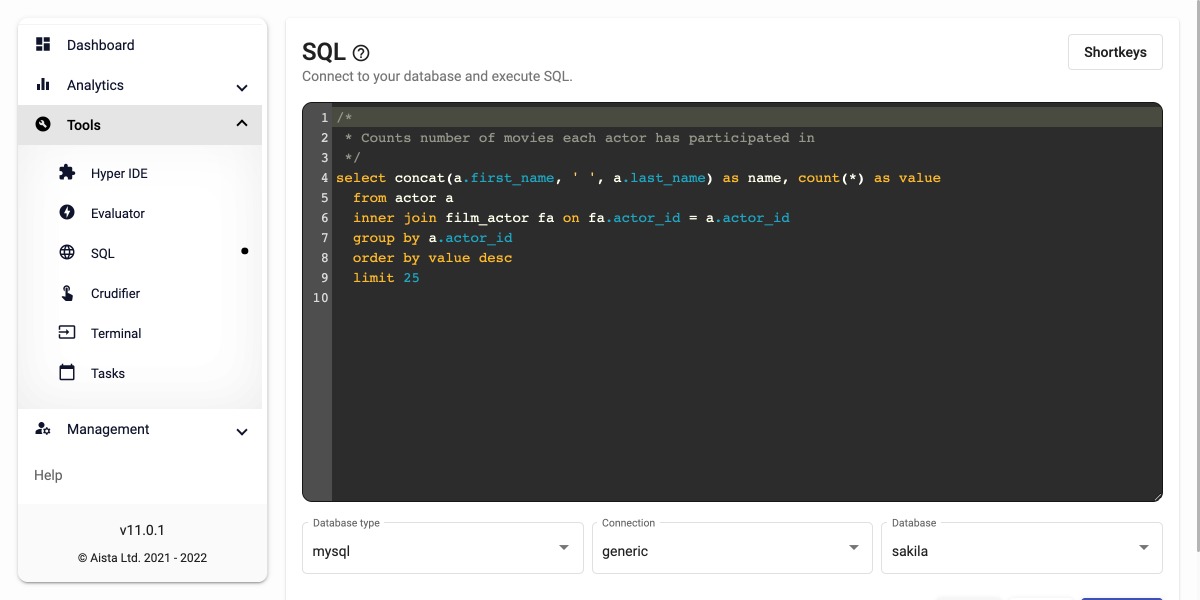 Dashboard
Analytics
Tools
Hyper IDE
Evaluator
SQL
Crudifier
Terminal
Tasks
Management
Help
v11.0.1
© Aista Ltd. 2021 - 2022
SQL
Connect to your database and execute SQL.
Shortkeys
1 /*
2  * Counts number of movies each actor has participated in
3  */
4 select concat(a.first_name, ' ', a.last_name) as name, count(*) as value
5   from actor a
6   inner join film_actor fa on fa.actor_id = a.actor_id
7   group by a.actor_id
8   order by value desc
9   limit 25
10
Database type
mysql
Connection
generic
Database
sakila